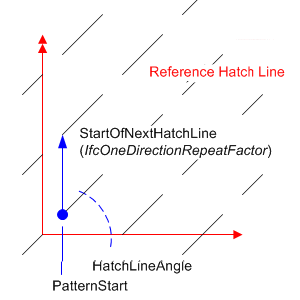 Reference Hatch Line
StartOfNextHatchLine
(IfcOneDirectionRepeatFactor)
HatchLineAngle
PatternStart